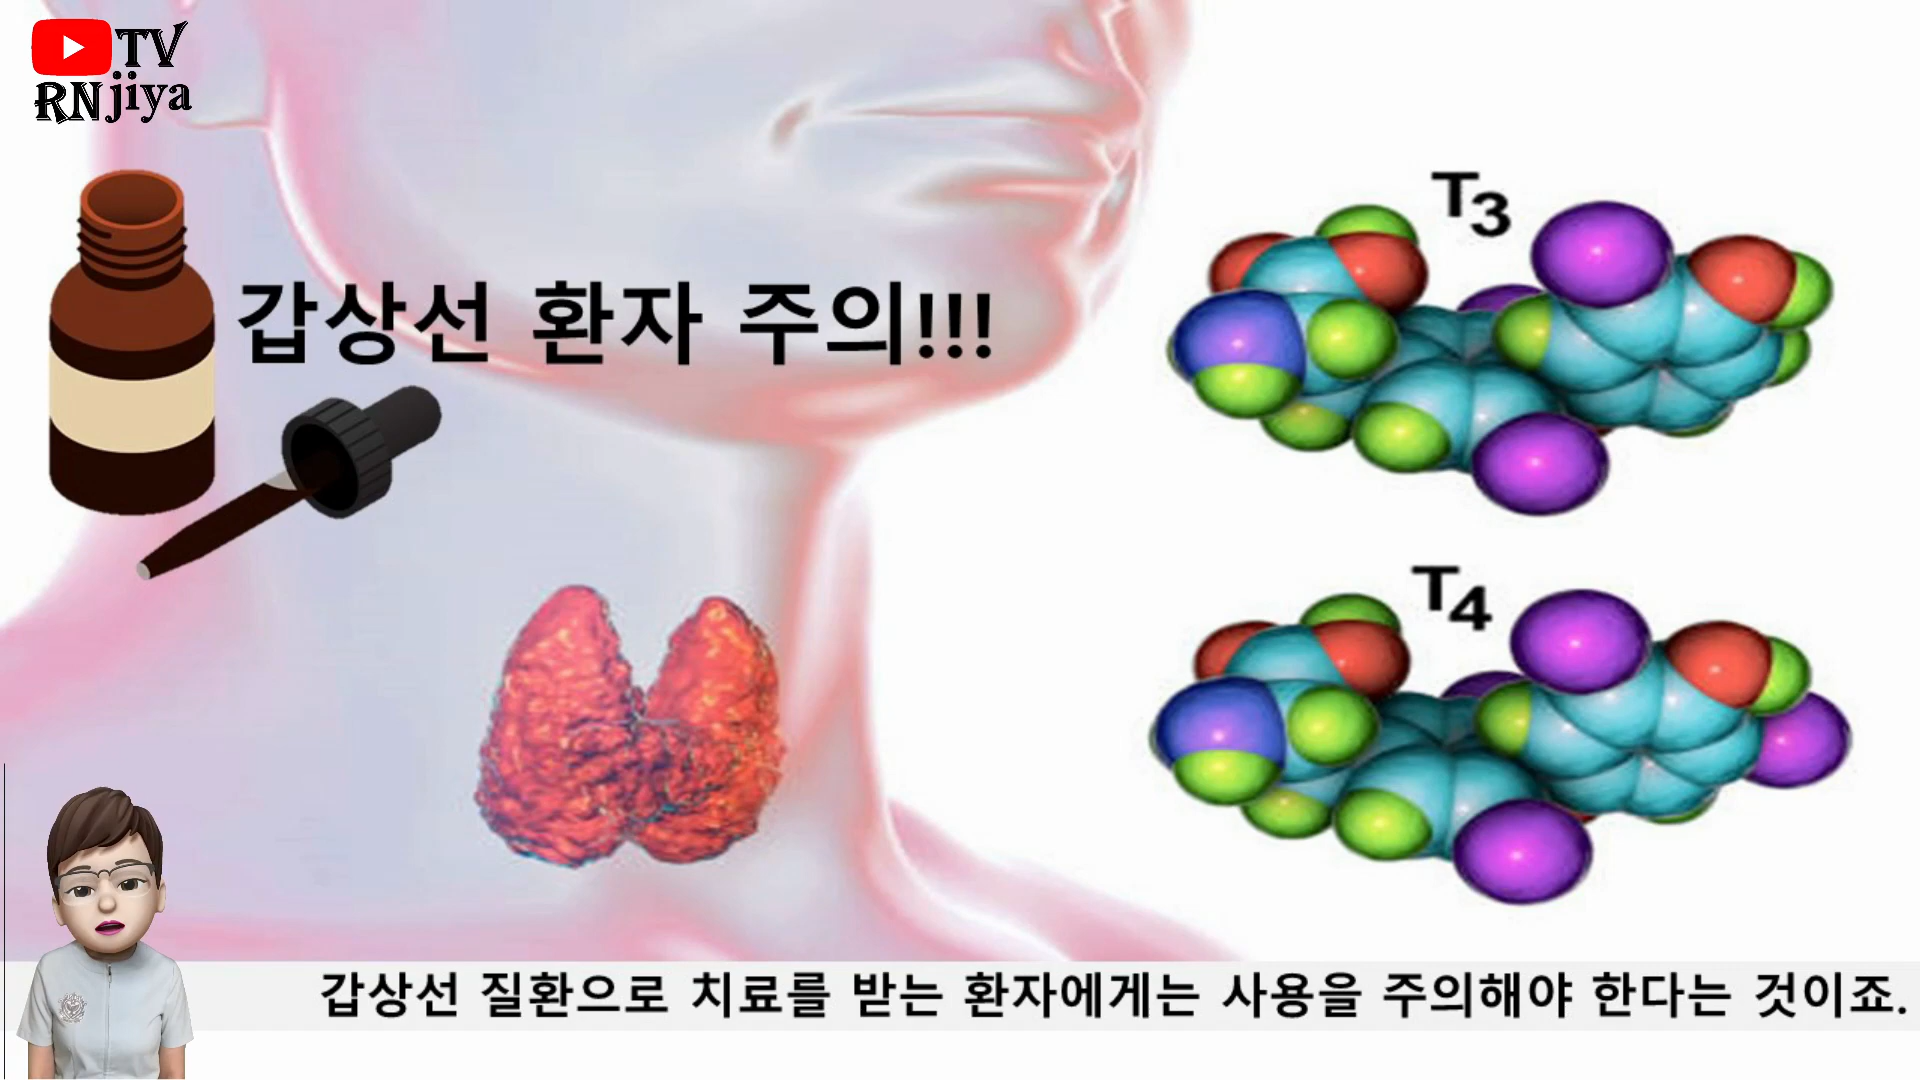 TV
RNjiya
갑상선 환자 주의!!!
T3
T4
갑상선 질환으로 치료를 받는 환자에게는 사용을 주의해야 한다는 것이죠.